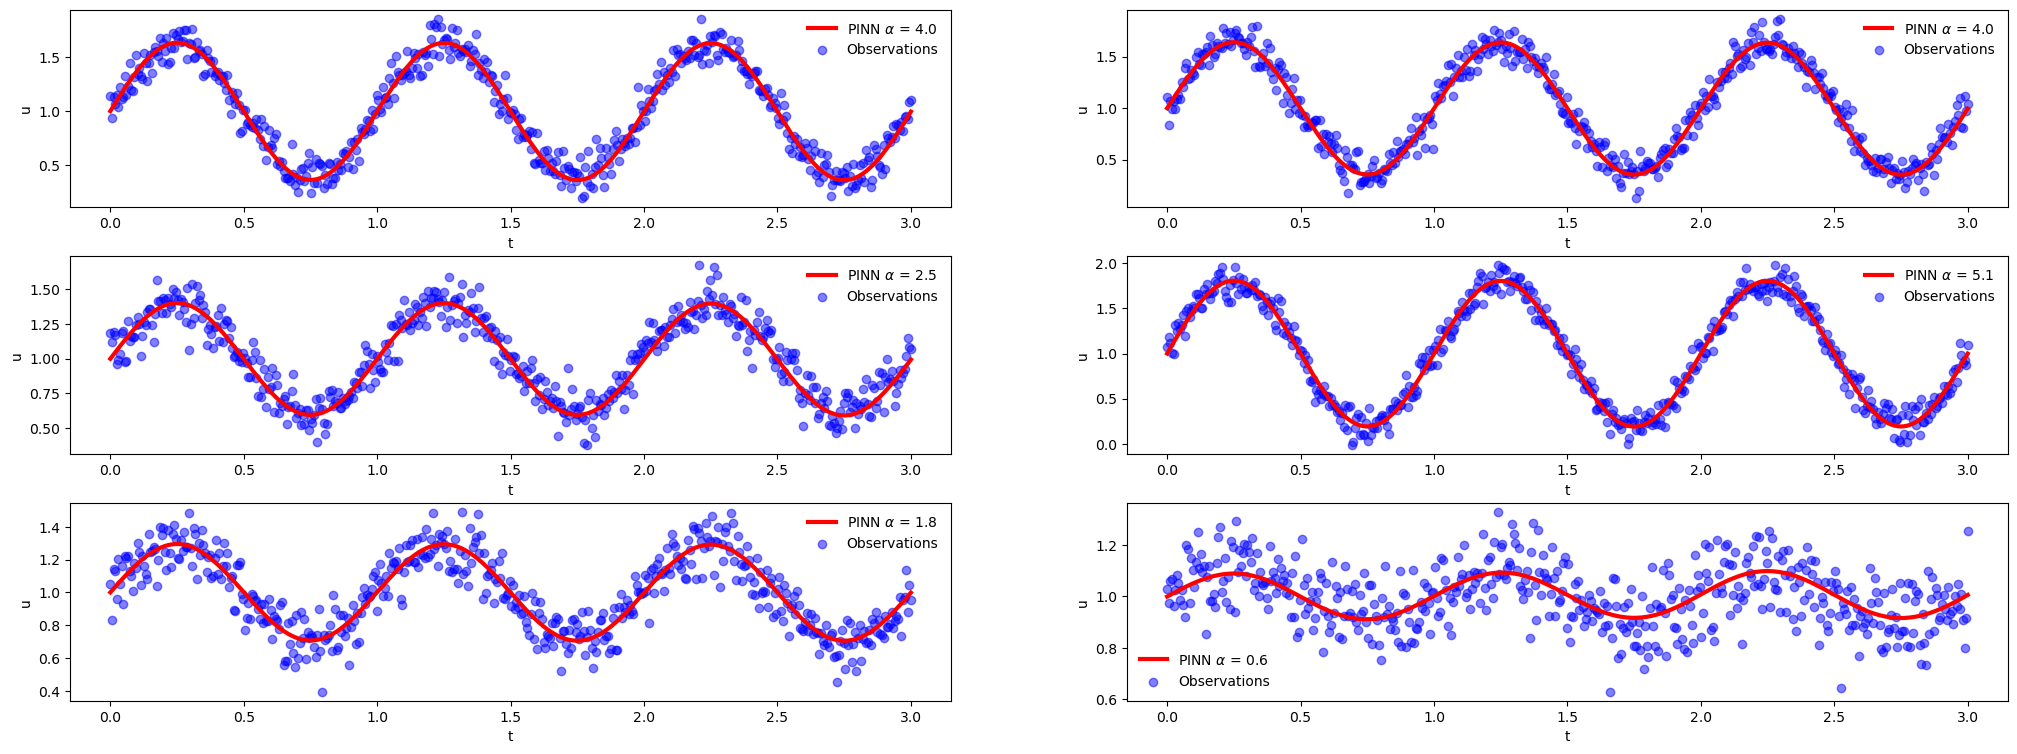 PINN α = 4.0
Observations
1.5
1.0
0.5
u
0.0 0.5 1.0 1.5 2.0 2.5 3.0
t
PINN α = 4.0
Observations
1.5
1.0
0.5
u
0.0 0.5 1.0 1.5 2.0 2.5 3.0
t
PINN α = 2.5
Observations
1.50
1.25
1.00
0.75
0.50
u
0.0 0.5 1.0 1.5 2.0 2.5 3.0
t
PINN α = 5.1
Observations
2.0
1.5
1.0
0.5
0.0
u
0.0 0.5 1.0 1.5 2.0 2.5 3.0
t
PINN α = 1.8
Observations
1.4
1.2
1.0
0.8
0.6
0.4
u
0.0 0.5 1.0 1.5 2.0 2.5 3.0
t
1.2
1.0
0.8
0.6
u
PINN α = 0.6
Observations
0.0 0.5 1.0 1.5 2.0 2.5 3.0
t